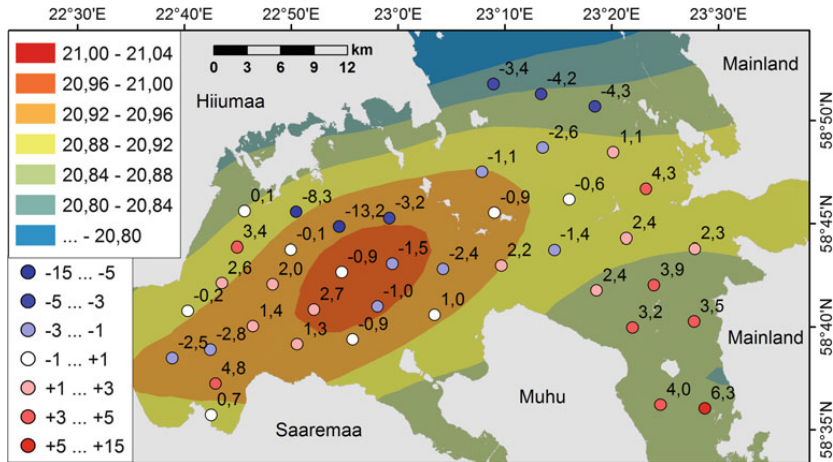 22°30'E 22°40'E 22°50'E 23°0'E 23°10'E 23°20'E 23°30'E
21,00 - 21,04
20,96 - 21,00
20,92 - 20,96
20,88 - 20,92
20,84 - 20,88
20,80 - 20,84
... - 20,80
-15 ... -5
-5 ... -3
-3 ... -1
-1 ... +1
+1 ... +3
+3 ... +5
+5 ... +15
km
0 3 6 9 12
Hiiumaa
Mainland
-3,4
-4,2
-4,3
-2,6
1,1
-1,1
4,3
-0,6
0,1
-8,3
-13,2
-3,2
-0,9
3,4
-0,1
2,4
-1,4
2,3
-0,9
-1,5
-2,4
2,2
2,6
2,0
2,4
3,9
-0,2
2,7
-1,0
1,0
1,4
3,2
3,5
1,3
-0,9
-2,5
-2,8
4,8
0,7
4,0
6,3
Mainland
Muhu
Saaremaa
58°50'N
58°45'N
58°40'N
58°35'N